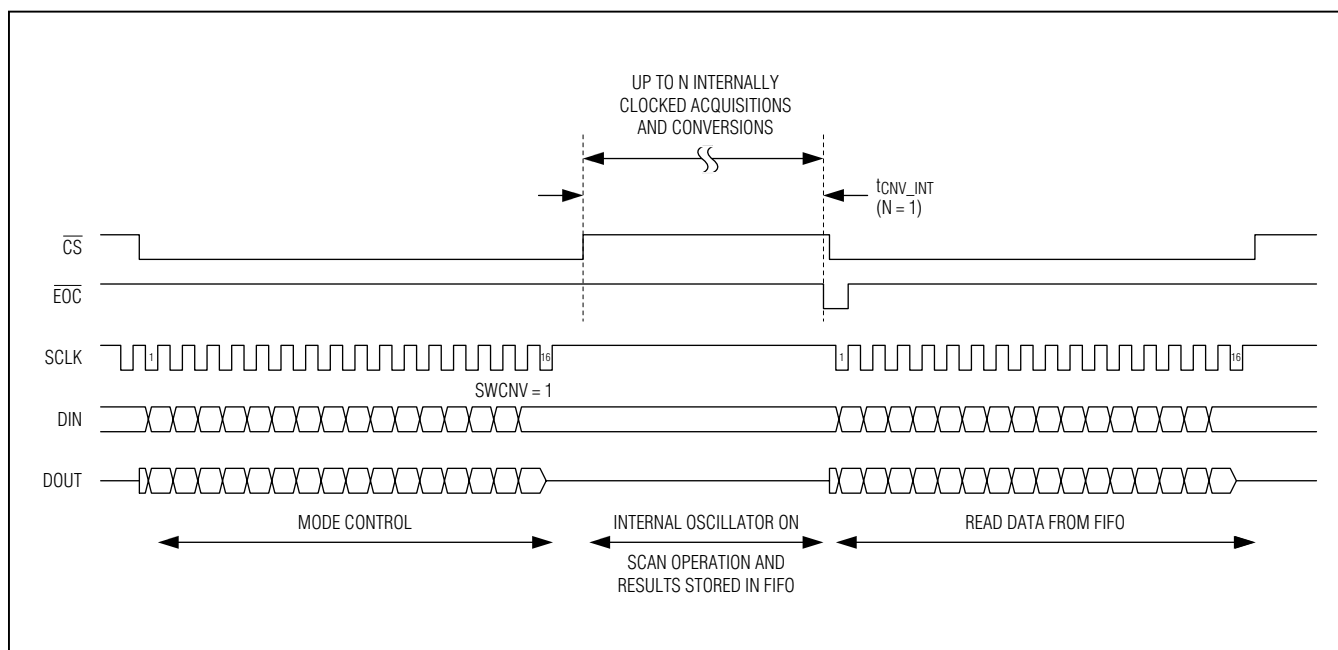 UP TO N INTERNALLY
CLOCKED ACQUISITIONS
AND CONVERSIONS
tCNV_INT
(N = 1)
CS
EOC
SCLK
1
16
1
16
SWCNV = 1
DIN
DOUT
MODE CONTROL
INTERNAL OSCILLATOR ON
READ DATA FROM FIFO
SCAN OPERATION AND
RESULTS STORED IN FIFO